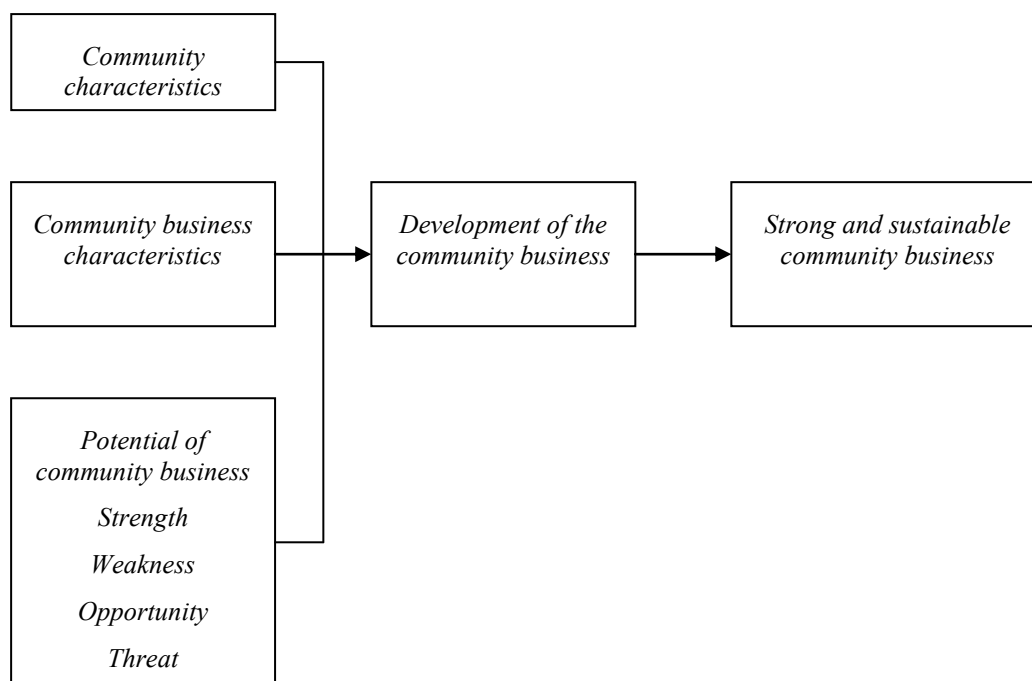 Community
characteristics
Community business
characteristics
Development of the
community business
Strong and sustainable
community business
Potential of
community business
Strength
Weakness
Opportunity
Threat